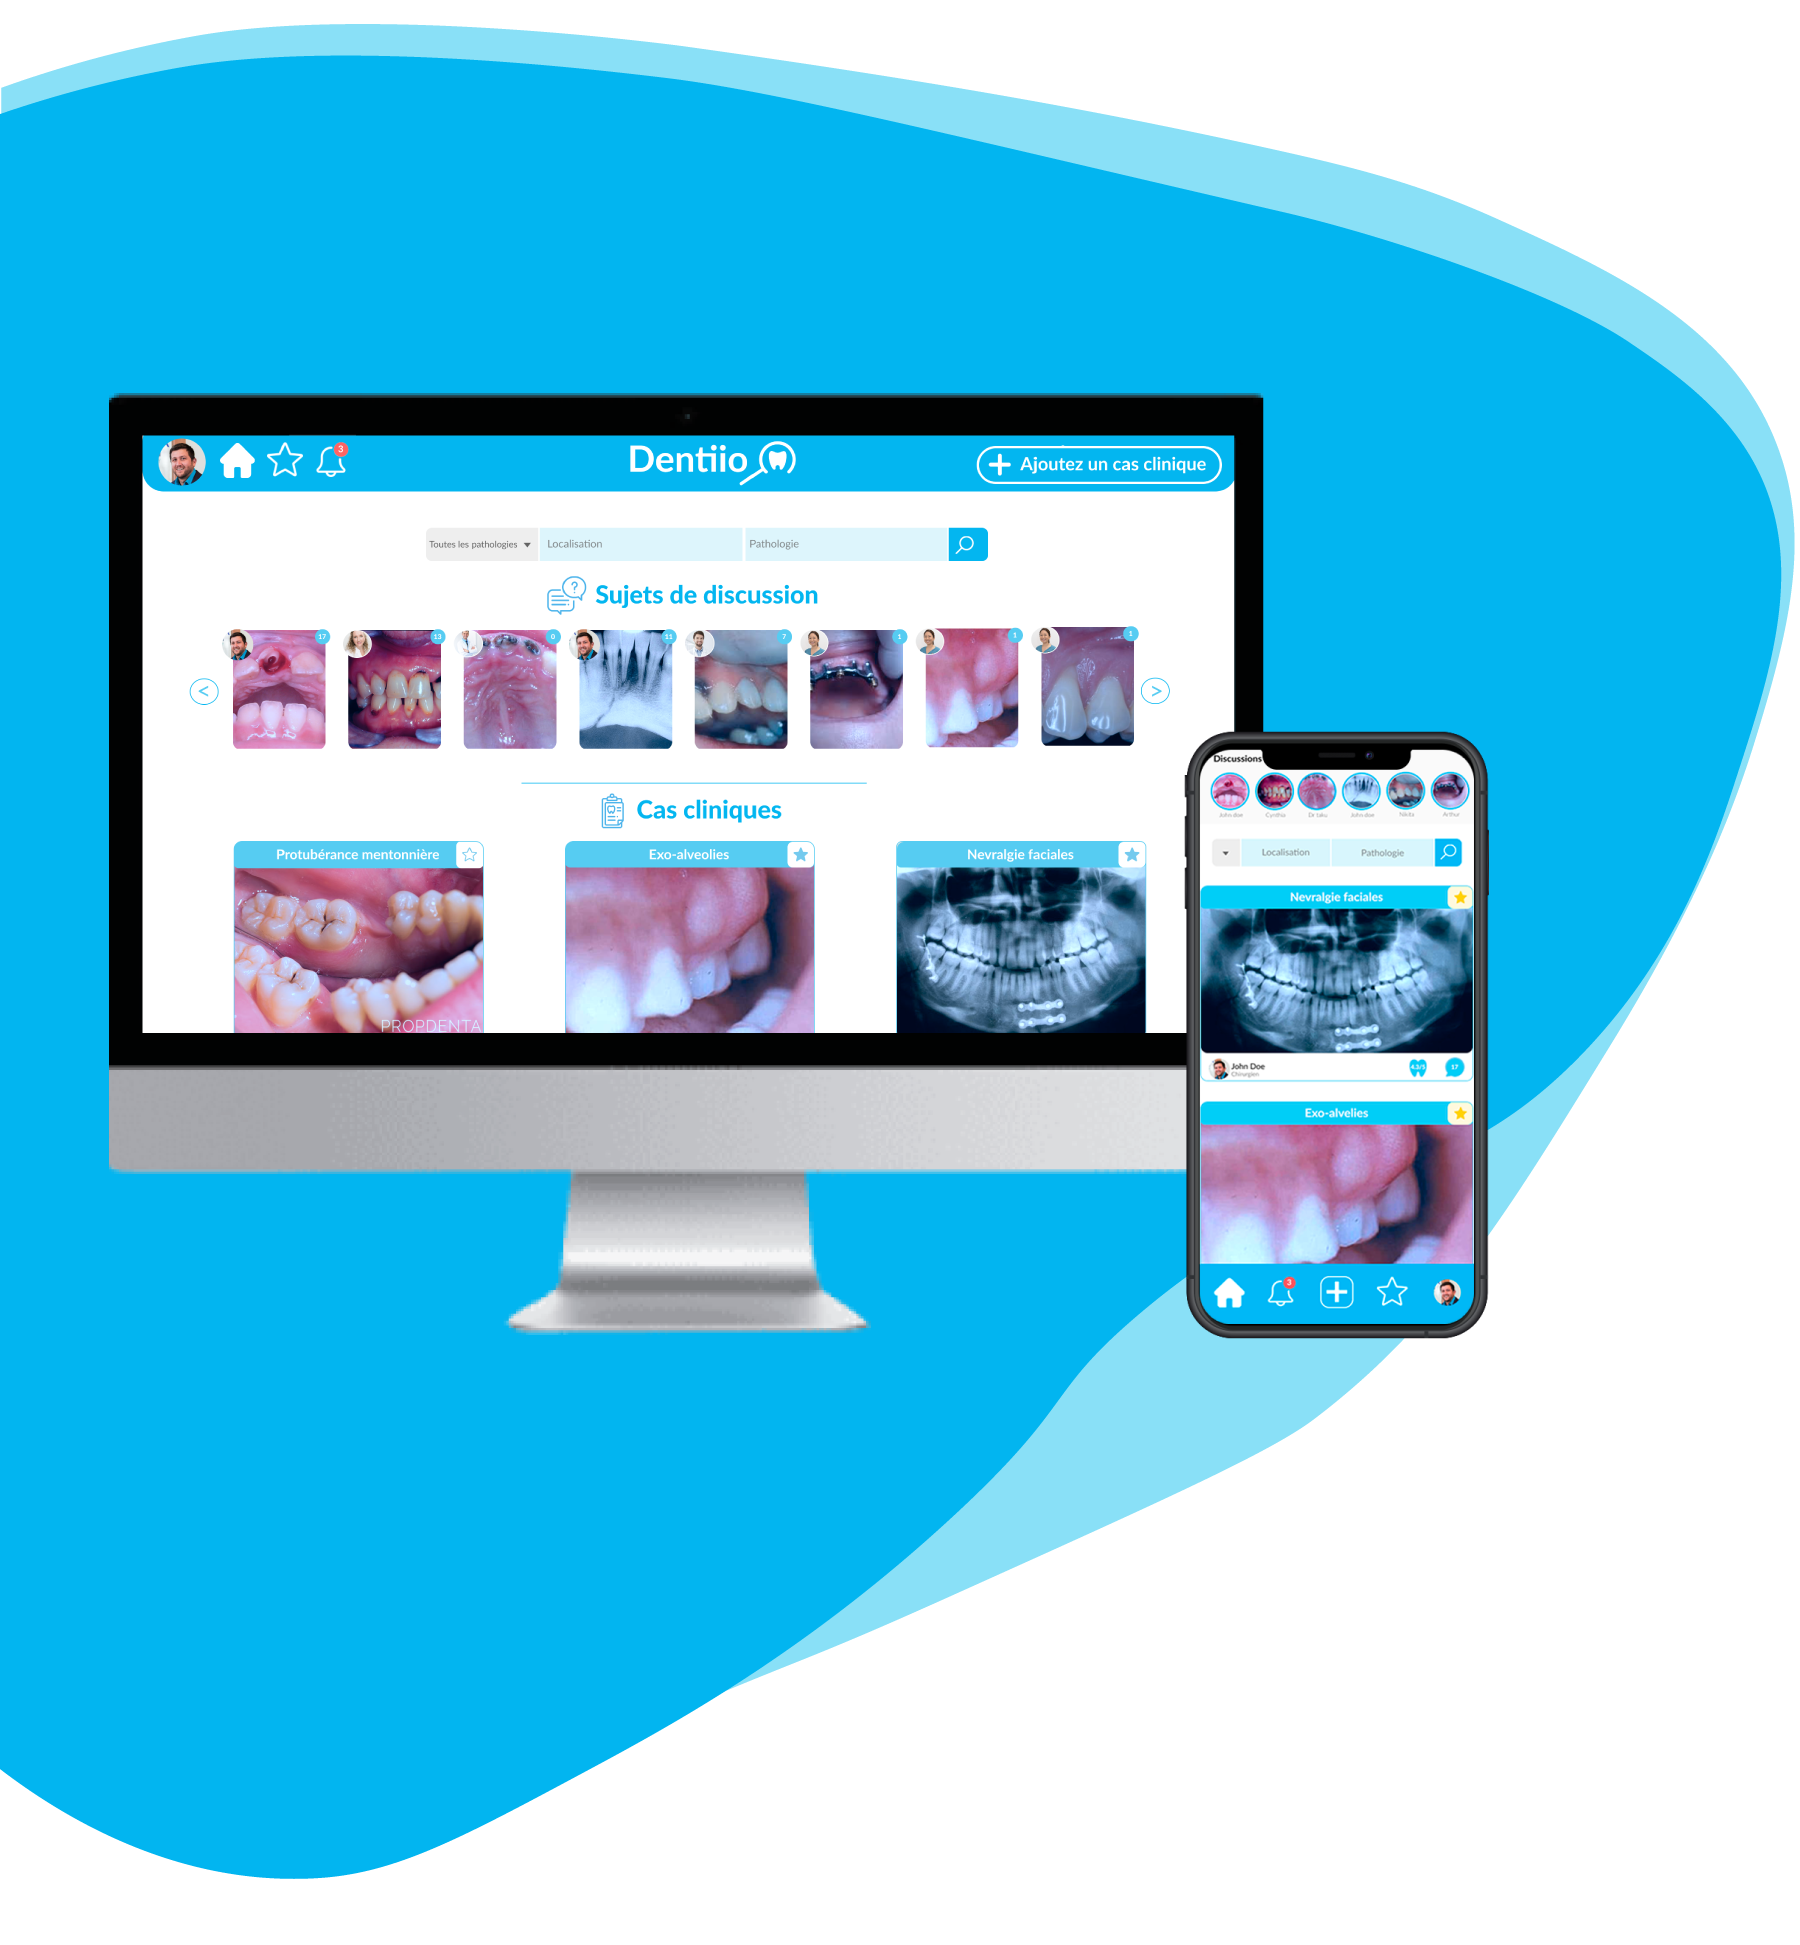 3
Dentiio
Ajoutez un cas clinique
Toutes les pathologies
Localisation
Pathologie
Sujets de discussion
17
13
0
11
7
1
1
1
<
>
Cas cliniques
Protubérance mentonnière
Exo-alveolies
Nevralgie faciales
PROPDENTA
Discussions
John doe
Cynthia
Dr taku
John doe
Nikita
Arthur
Localisation
Pathologie
Nevralgie faciales
John Doe
Chirurgien
4.3/5
17
Exo-alvelies
3